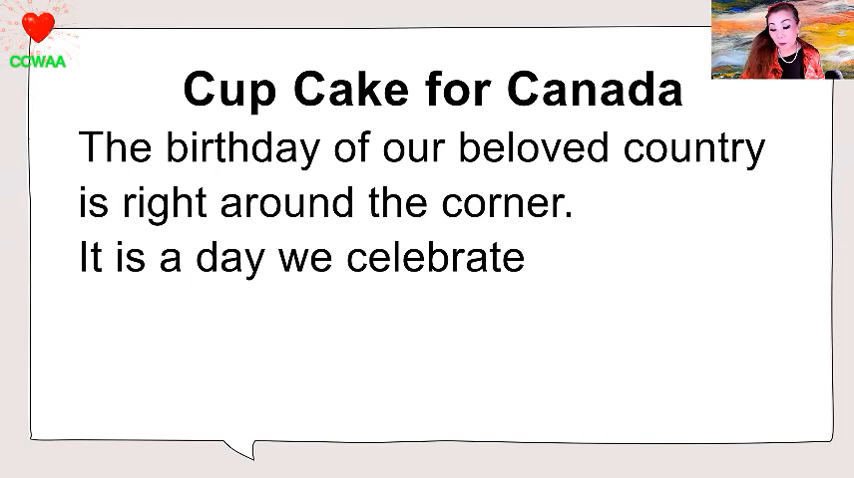 CCWAA
Cup Cake for Canada
The birthday of our beloved country
is right around the corner.
It is a day we celebrate